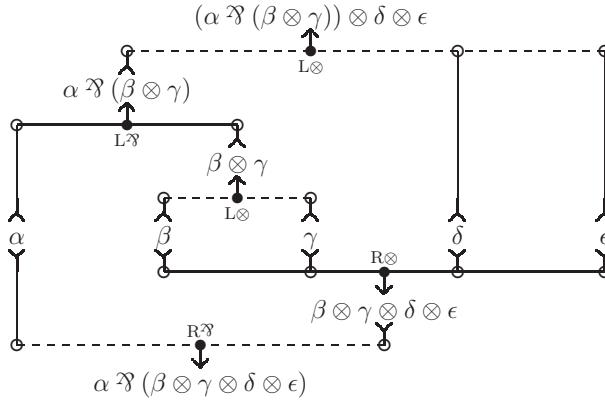 (α ⅋ (β ⊗ γ)) ⊗ δ ⊗ ϵ
L⊗
α ⅋ (β ⊗ γ)
L⅋
β ⊗ γ
L⊗
α β γ δ ϵ
R⊗
β ⊗ γ ⊗ δ ⊗ ϵ
R⅋
α ⅋ (β ⊗ γ ⊗ δ ⊗ ϵ)